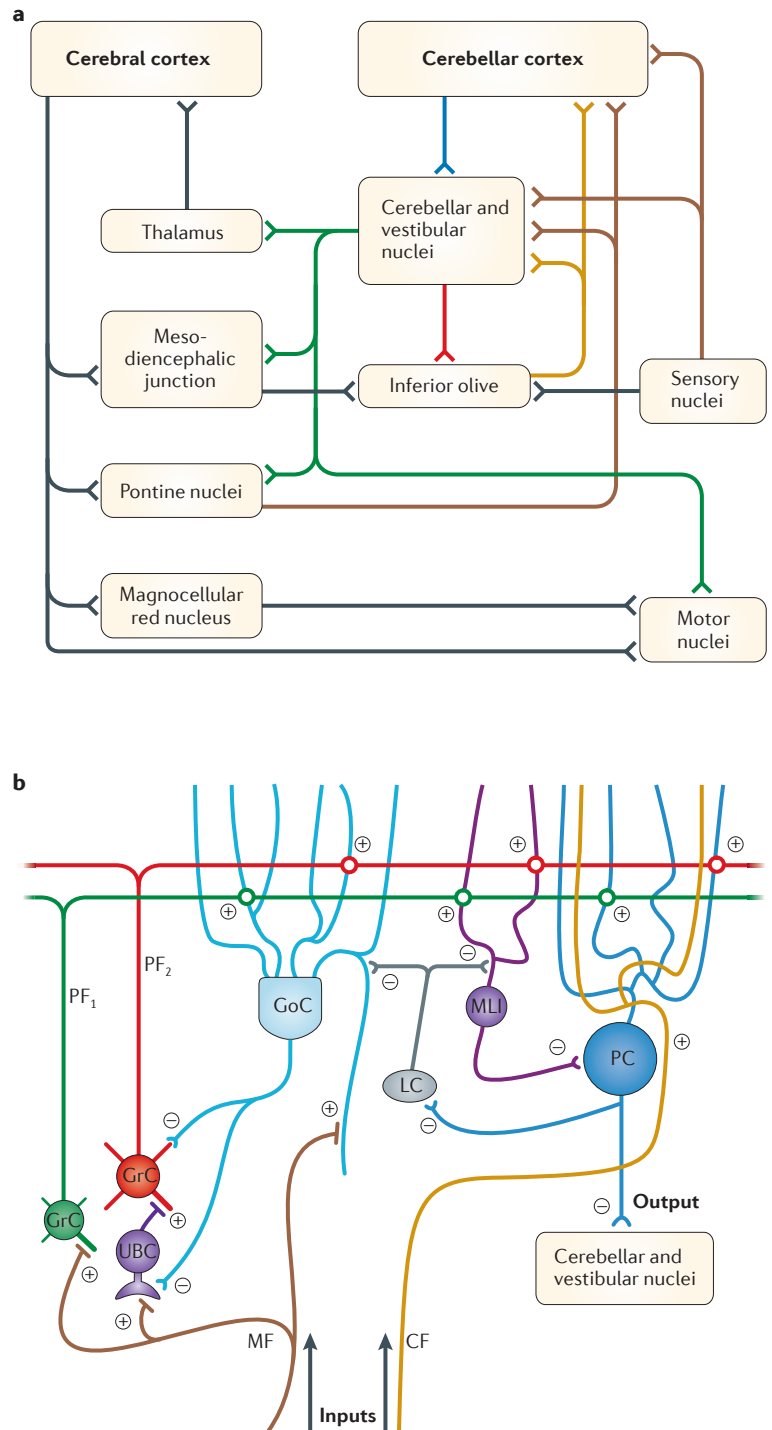 a
Cerebral cortex
Cerebellar cortex
Thalamus
Cerebellar and
vestibular
nuclei
Meso-
diencephalic
junction
Inferior olive
Sensory
nuclei
Pontine nuclei
Magnocellular
red nucleus
Motor
nuclei
b
+
+
+
+
+
+
PF1
PF2
GoC
−
−
MLI
LC
−
PC
+
−
+
−
GrC
GrC
+
UBC
+
−
+
−
Output
Cerebellar and
vestibular nuclei
MF
CF
Inputs